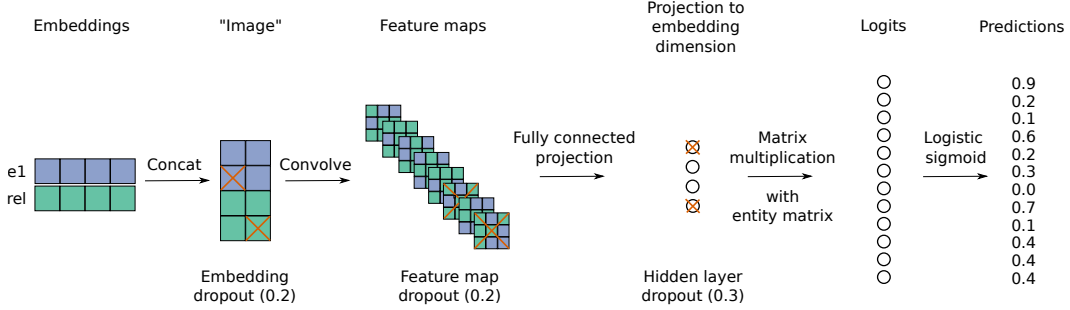 Embeddings
"Image"
Feature maps
Projection to
embedding
dimension
Logits
Predictions
e1
rel
Concat
Convolve
Fully connected
projection
Matrix
multiplication
with
entity matrix
Logistic
sigmoid
0.9
0.2
0.1
0.6
0.2
0.3
0.0
0.7
0.1
0.4
0.4
0.4
Embedding
dropout (0.2)
Feature map
dropout (0.2)
Hidden layer
dropout (0.3)